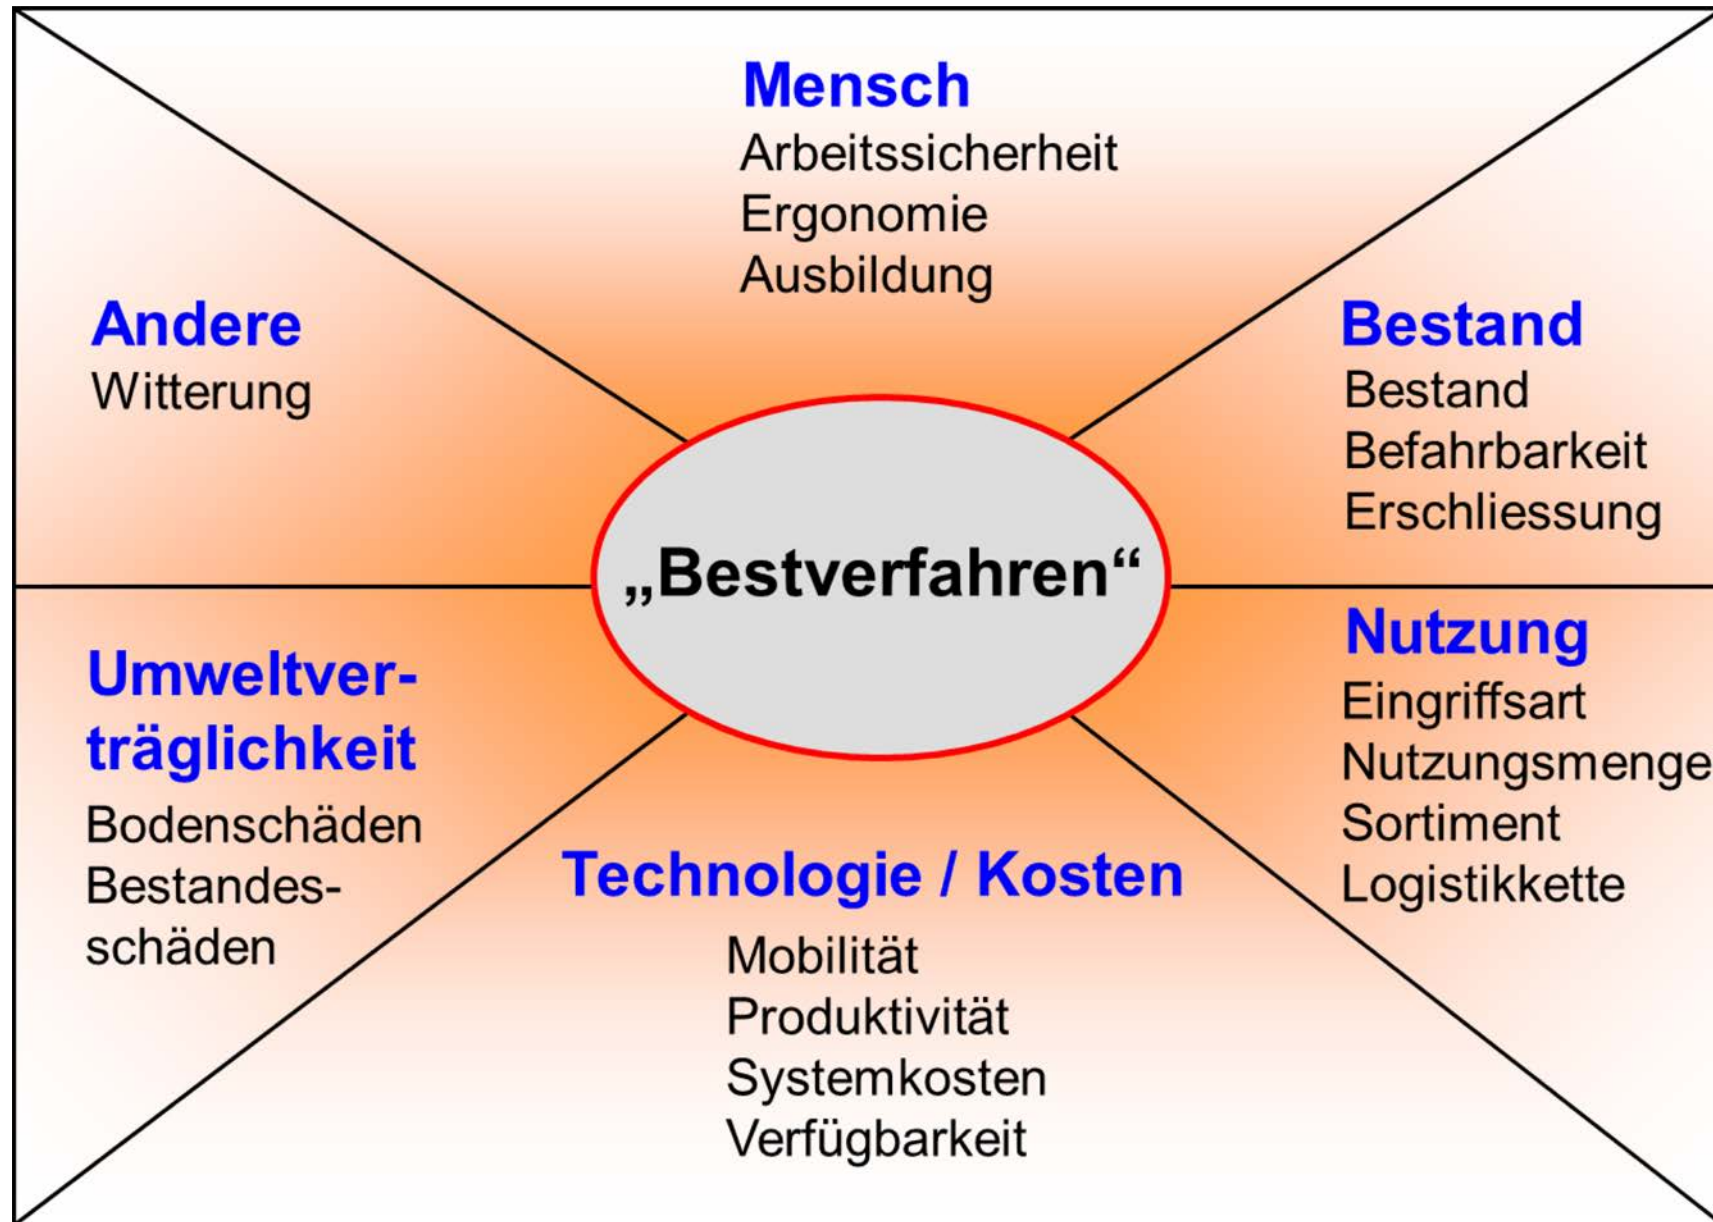 Mensch
Arbeitssicherheit
Ergonomie
Ausbildung
Andere
Witterung
Bestand
Bestand
Befahrbarkeit
Erschliessung
„Bestverfahren“
Umweltver-
träglichkeit
Bodenschäden
Bestandes-
schäden
Technologie / Kosten
Mobilität
Produktivität
Systemkosten
Verfügbarkeit
Nutzung
Eingriffsart
Nutzungsmenge
Sortiment
Logistikkette